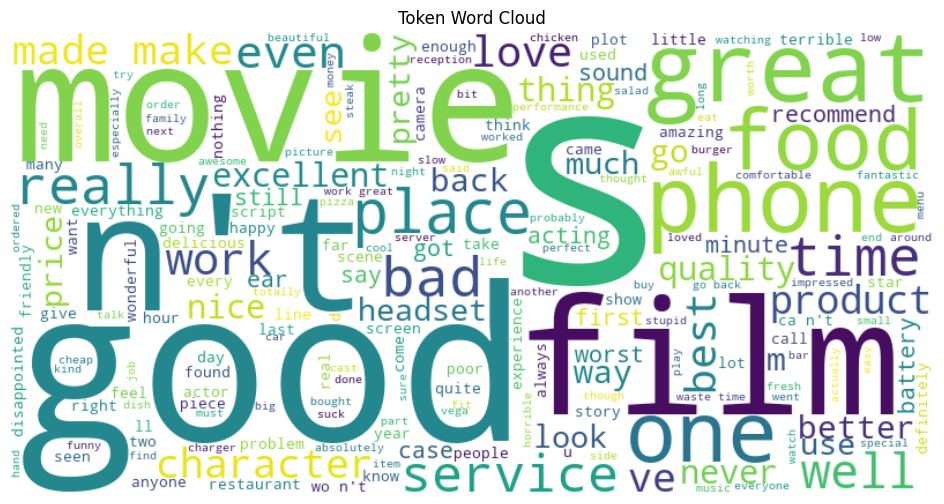 Token Word Cloud
made make even
beautiful
enough
reception
love
chicken
plot
used
sound
little
watching
terrible
low
movie
pretty
camera
bit
thing
great
try
money
steak
see
nothing
need
overall
especially
order
family
next
performance
think
worked
salad
long
worth
recommend
amazing
eat
burger
awful
food
many
awesome
picture
slow
said
came
much
thought
go
comfortable
fantastic
really
excellent
night
work great
back
s
phone
menu
ordered
new
everything
still
script
pizza
happy
server
place
probably
acting
perfect
loved
end around
friendly
price
want
going
delicious
wonderful
far
scene
cool
got
take
life
say
minute
time
n't
work
every
ear
totally
bad
quality
impressed
star
give
talk
hour
nice
line
car
last
headset
another
buy
go back
show
first
stupid
best
product
ca n't
small
disappointed
cheap
kind
job
day
found
screen
come
experience
good
film
always
worst
way
play
lot
m
call
bar
battery
feel
actor
piece
real
cast
done
sure
poor
quite
though
fresh
went
actually
easy
right
dish
must
bought
suck
vega
fit
waste time
story
one
better
definitely
hand
ll
two
find
big
part
year
horrible
look
use
funny
seen
charger
problem
absolutely
case
people
u
side
never
watch
special
anyone
character
restaurant
wo n't
item
know
service
ve
music
everyone
well